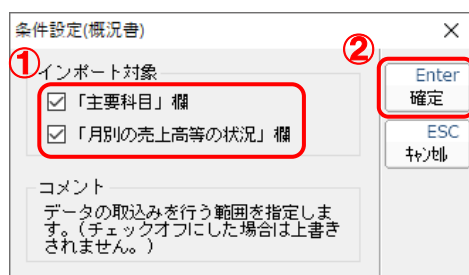 条件設定(概況書)
①
インポート対象
「主要科目」欄
「月別の売上高等の状況」欄
②
Enter
確定
ESC
ｷｬﾝｾﾙ
コメント
データの取込みを行う範囲を指定しま
す。（チェックオフにした場合は上書き
されません。）